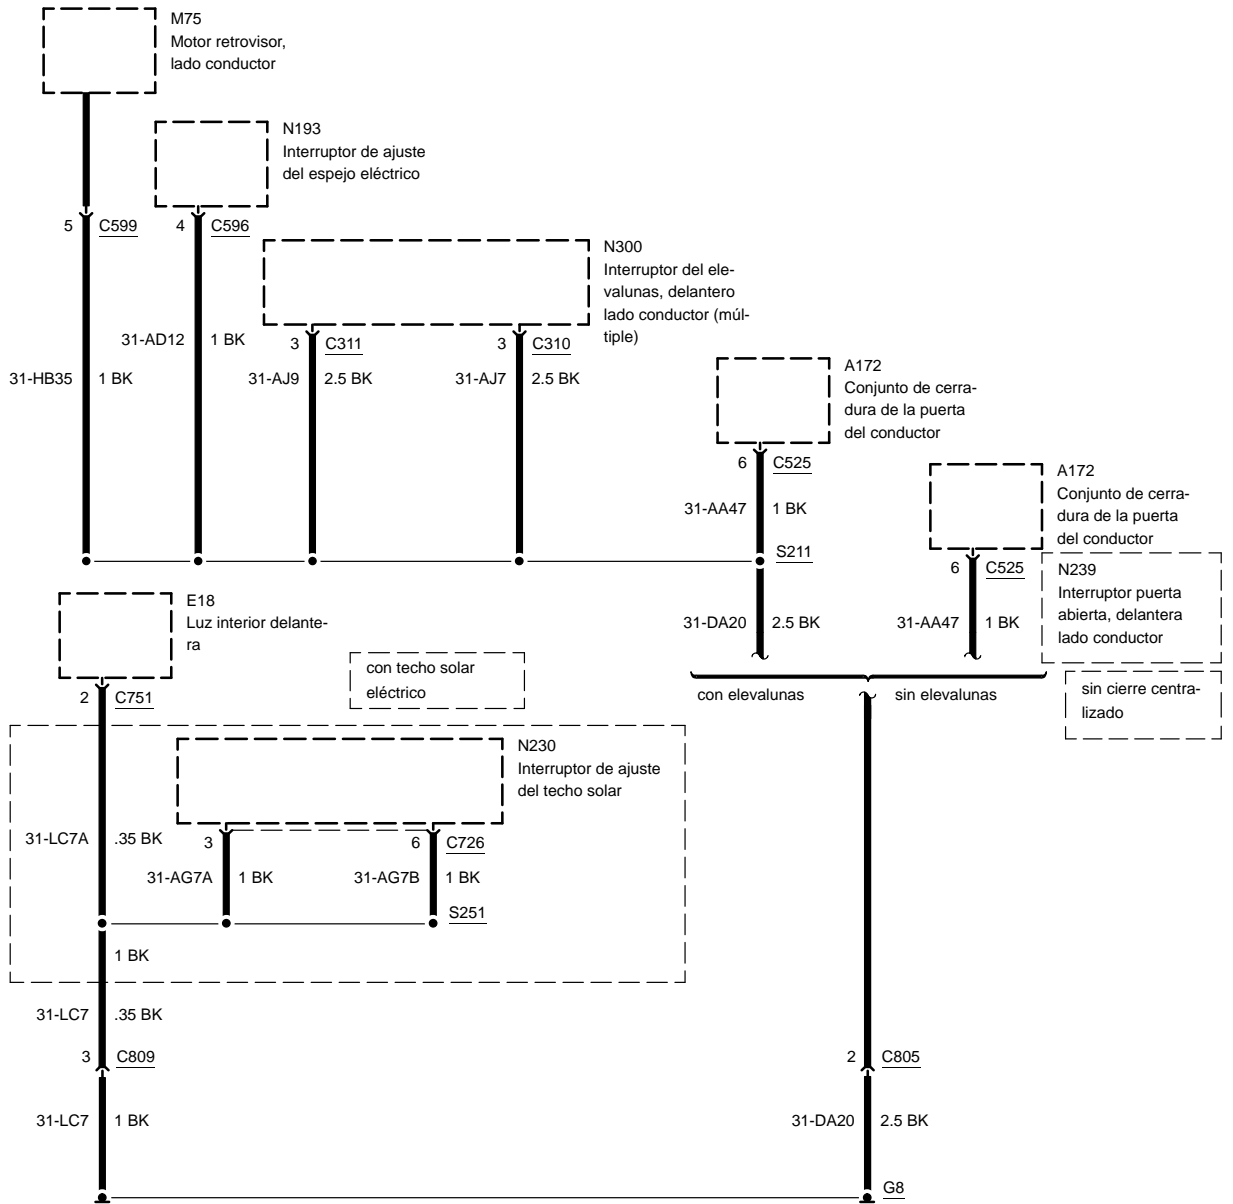 M75
Motor retrovisor,
lado conductor
N193
Interruptor de ajuste
del espejo eléctrico
5 C599
4 C596
N300
Interruptor del ele-
valunas, delantero
lado conductor (múl-
tiple)
31-AD12 1 BK
3 C311
3 C310
31-HB35 1 BK
31-AJ9 2.5 BK
31-AJ7 2.5 BK
A172
Conjunto de cerra-
dura de la puerta
del conductor
6 C525
31-AA47 1 BK
S211
A172
Conjunto de cerra-
dura de la puerta
del conductor
6 C525
N239
Interruptor puerta
abierta, delantera
lado conductor
31-DA20 2.5 BK
31-AA47 1 BK
E18
Luz interior delante-
ra
con techo solar
eléctrico
2 C751
con elevalunas
sin elevalunas
sin cierre centra-
lizado
N230
Interruptor de ajuste
del techo solar
31-LC7A .35 BK
3
6 C726
31-AG7A 1 BK
31-AG7B 1 BK
S251
1 BK
31-LC7 .35 BK
3 C809
2 C805
31-LC7 1 BK
31-DA20 2.5 BK
G8